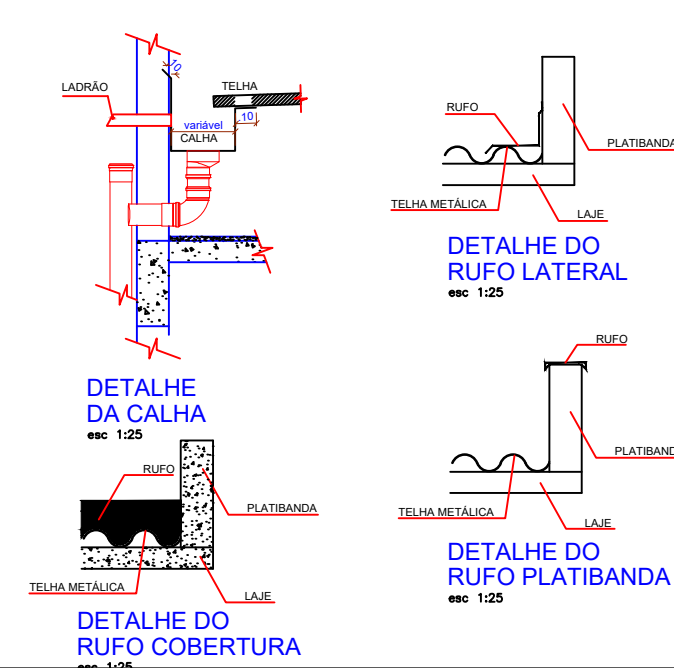 10
LADRÃO
TELHA
variável
10
CALHA
DETALHE
DA CALHA
esc 1:25
RUFO
PLATIBANDA
TELHA METÁLICA
LAJE
DETALHE DO
RUFO LATERAL
esc 1:25
RUFO
PLATIBANDA
TELHA METÁLICA
LAJE
DETALHE DO
RUFO COBERTURA
esc 1:25
RUFO
PLATIBAND
TELHA METÁLICA
LAJE
DETALHE DO
RUFO PLATIBANDA
esc 1:25